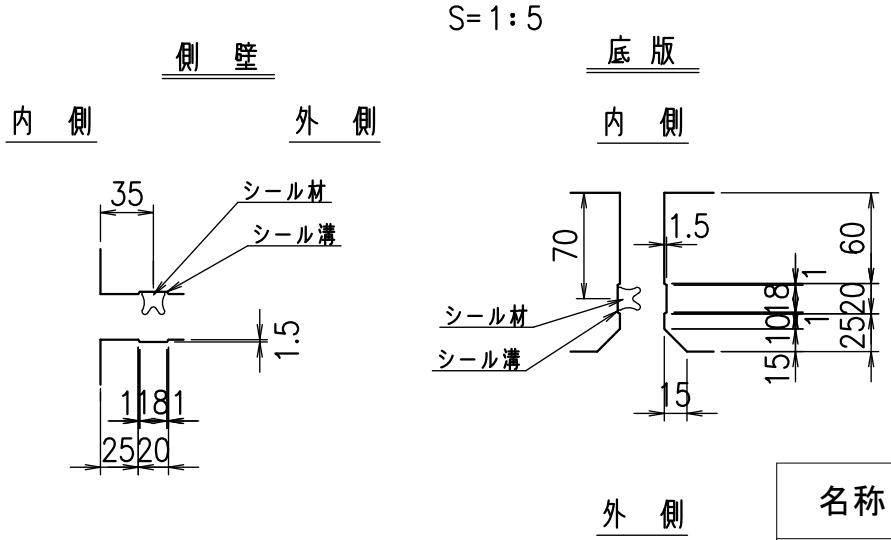 S=1:5
側 壁
底 版
内 側
外 側
内 側
35
シール材
シール溝
1.5
1 18 1
25 20
70
1.5
60
1
18
20
10
1
25
15
シール材
シール溝
15
外 側
名称